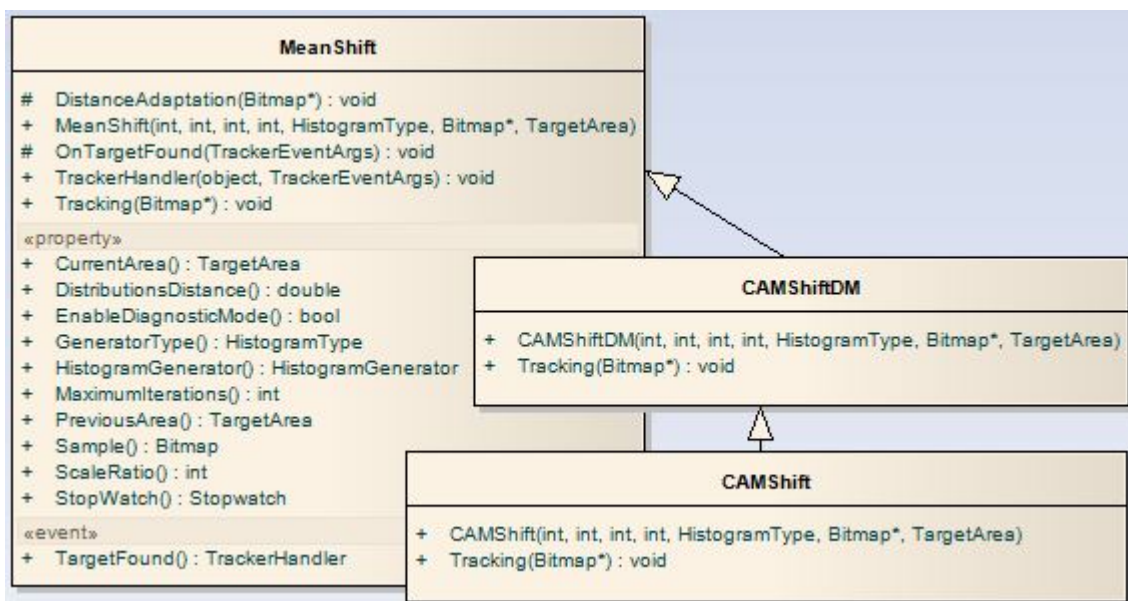 MeanShift
# DistanceAdaptation(Bitmap*) : void
+ MeanShift(int, int, int, int, HistogramType, Bitmap*, TargetArea)
# OnTargetFound(TrackerEventArgs) : void
+ TrackerHandler(object, TrackerEventArgs) : void
+ Tracking(Bitmap*) : void
«property»
+ CurrentArea() : TargetArea
+ DistributionsDistance() : double
+ EnableDiagnosticMode() : bool
+ GeneratorType() : HistogramType
+ HistogramGenerator() : HistogramGenerator
+ MaximumIterations() : int
+ PreviousArea() : TargetArea
+ Sample() : Bitmap
+ ScaleRatio() : int
+ StopWatch() : Stopwatch
«event»
+ TargetFound() : TrackerHandler
CAMShiftDM
+ CAMShiftDM(int, int, int, int, HistogramType, Bitmap*, TargetArea)
+ Tracking(Bitmap*) : void
CAMShift
+ CAMShift(int, int, int, int, HistogramType, Bitmap*, TargetArea)
+ Tracking(Bitmap*) : void